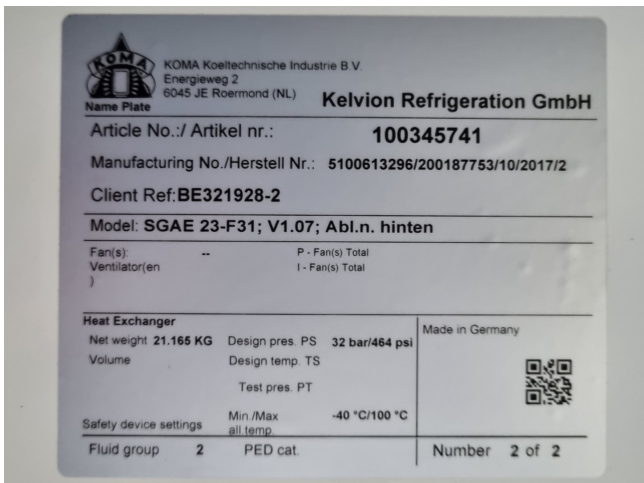 KOMA
Name Plate
KOMA Koeltechnische Industrie B.V.
Energieweg 2
6045 JE Roermond (NL)
Kelvion Refrigeration GmbH
Article No.:/ Artikel nr.: 100345741
Manufacturing No./Herstell Nr.: 5100613296/200187753/10/2017/2
Client Ref:BE321928-2
Model: SGAE 23-F31; V1.07; Abl.n. hinten
Fan(s): -- P - Fan(s) Total
Ventilator(en I - Fan(s) Total
)
Heat Exchanger
Made in Germany
Net weight 21.165 KG Design pres. PS 32 bar/464 psi
Volume Design temp. TS
Test pres. PT
Safety device settings Min./Max -40 °C/100 °C
all.temp.
Fluid group 2 PED cat. Number 2 of 2